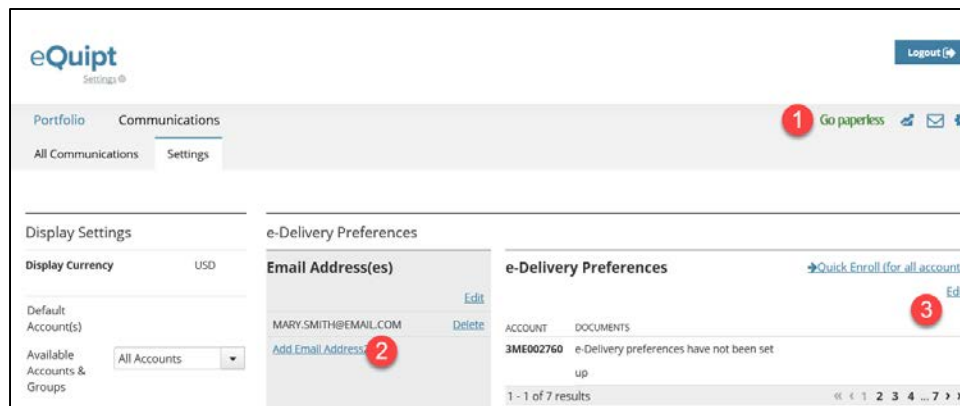 eQuipt
Settings
Logout
Portfolio Communications
1 Go paperless
All Communications Settings
Display Settings
e-Delivery Preferences
Display Currency USD
Email Address(es)
e-Delivery Preferences
Quick Enroll (for all account
Edit
Ed
3
Default
Account(s)
MARY.SMITH@EMAIL.COM Delete
ACCOUNT DOCUMENTS
Add Email Address
2
3ME002760 e-Delivery preferences have not been set
up
Available
Accounts &
Groups
All Accounts
1 - 1 of 7 results
« < 1 2 3 4 ... 7 >